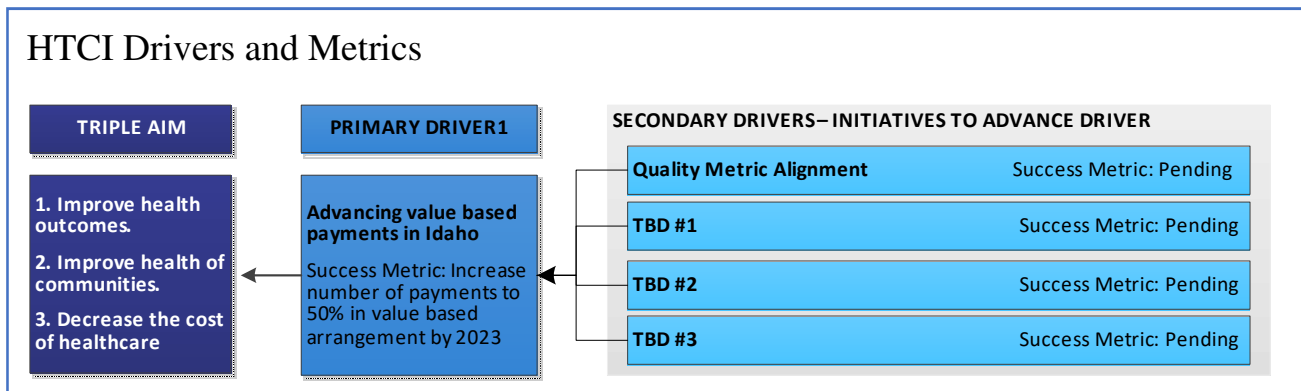 HTCI Drivers and Metrics
TRIPLE AIM
1. Improve health
outcomes.
2. Improve health of
communities.
3. Decrease the cost
of healthcare
PRIMARY DRIVER1
Advancing value based
payments in Idaho
Success Metric: Increase
number of payments to
50% in value based
arrangement by 2023
SECONDARY DRIVERS– INITIATIVES TO ADVANCE DRIVER
Quality Metric Alignment Success Metric: Pending
TBD #1 Success Metric: Pending
TBD #2 Success Metric: Pending
TBD #3 Success Metric: Pending